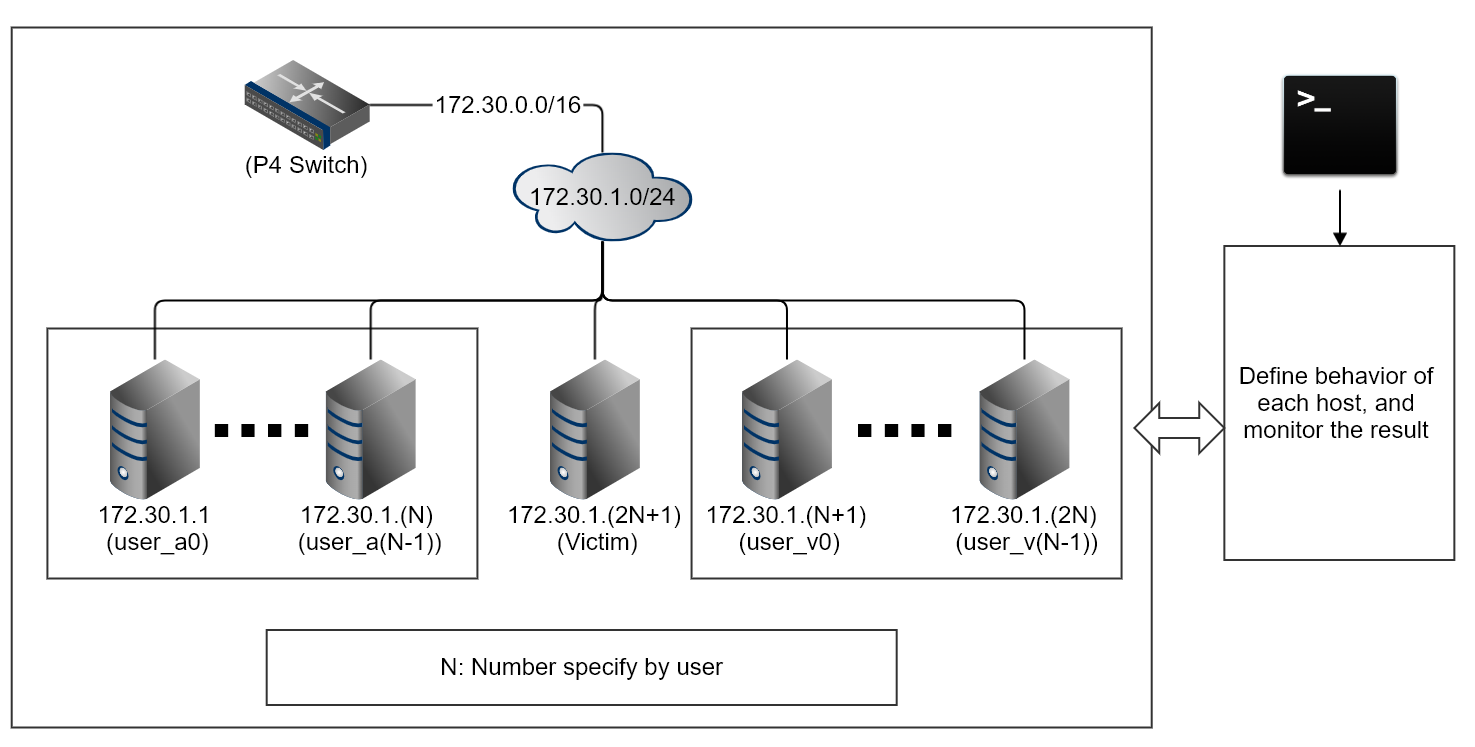 >_
172.30.0.0/16
(P4 Switch)
172.30.1.0/24
172.30.1.1
(user_a0)
172.30.1.(N)
(user_a(N-1))
172.30.1.(2N+1)
(Victim)
172.30.1.(N+1)
(user_v0)
172.30.1.(2N)
(user_v(N-1))
Define behavior of
each host, and
monitor the result
N: Number specify by user